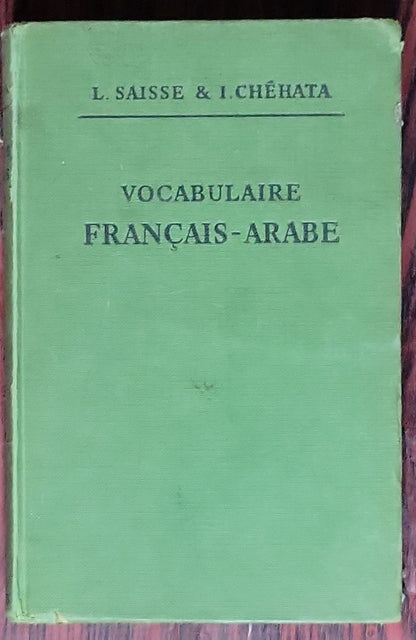 L. SAISSE & I. CHÉHATA
VOCABULAIRE
FRANÇAIS-ARABE